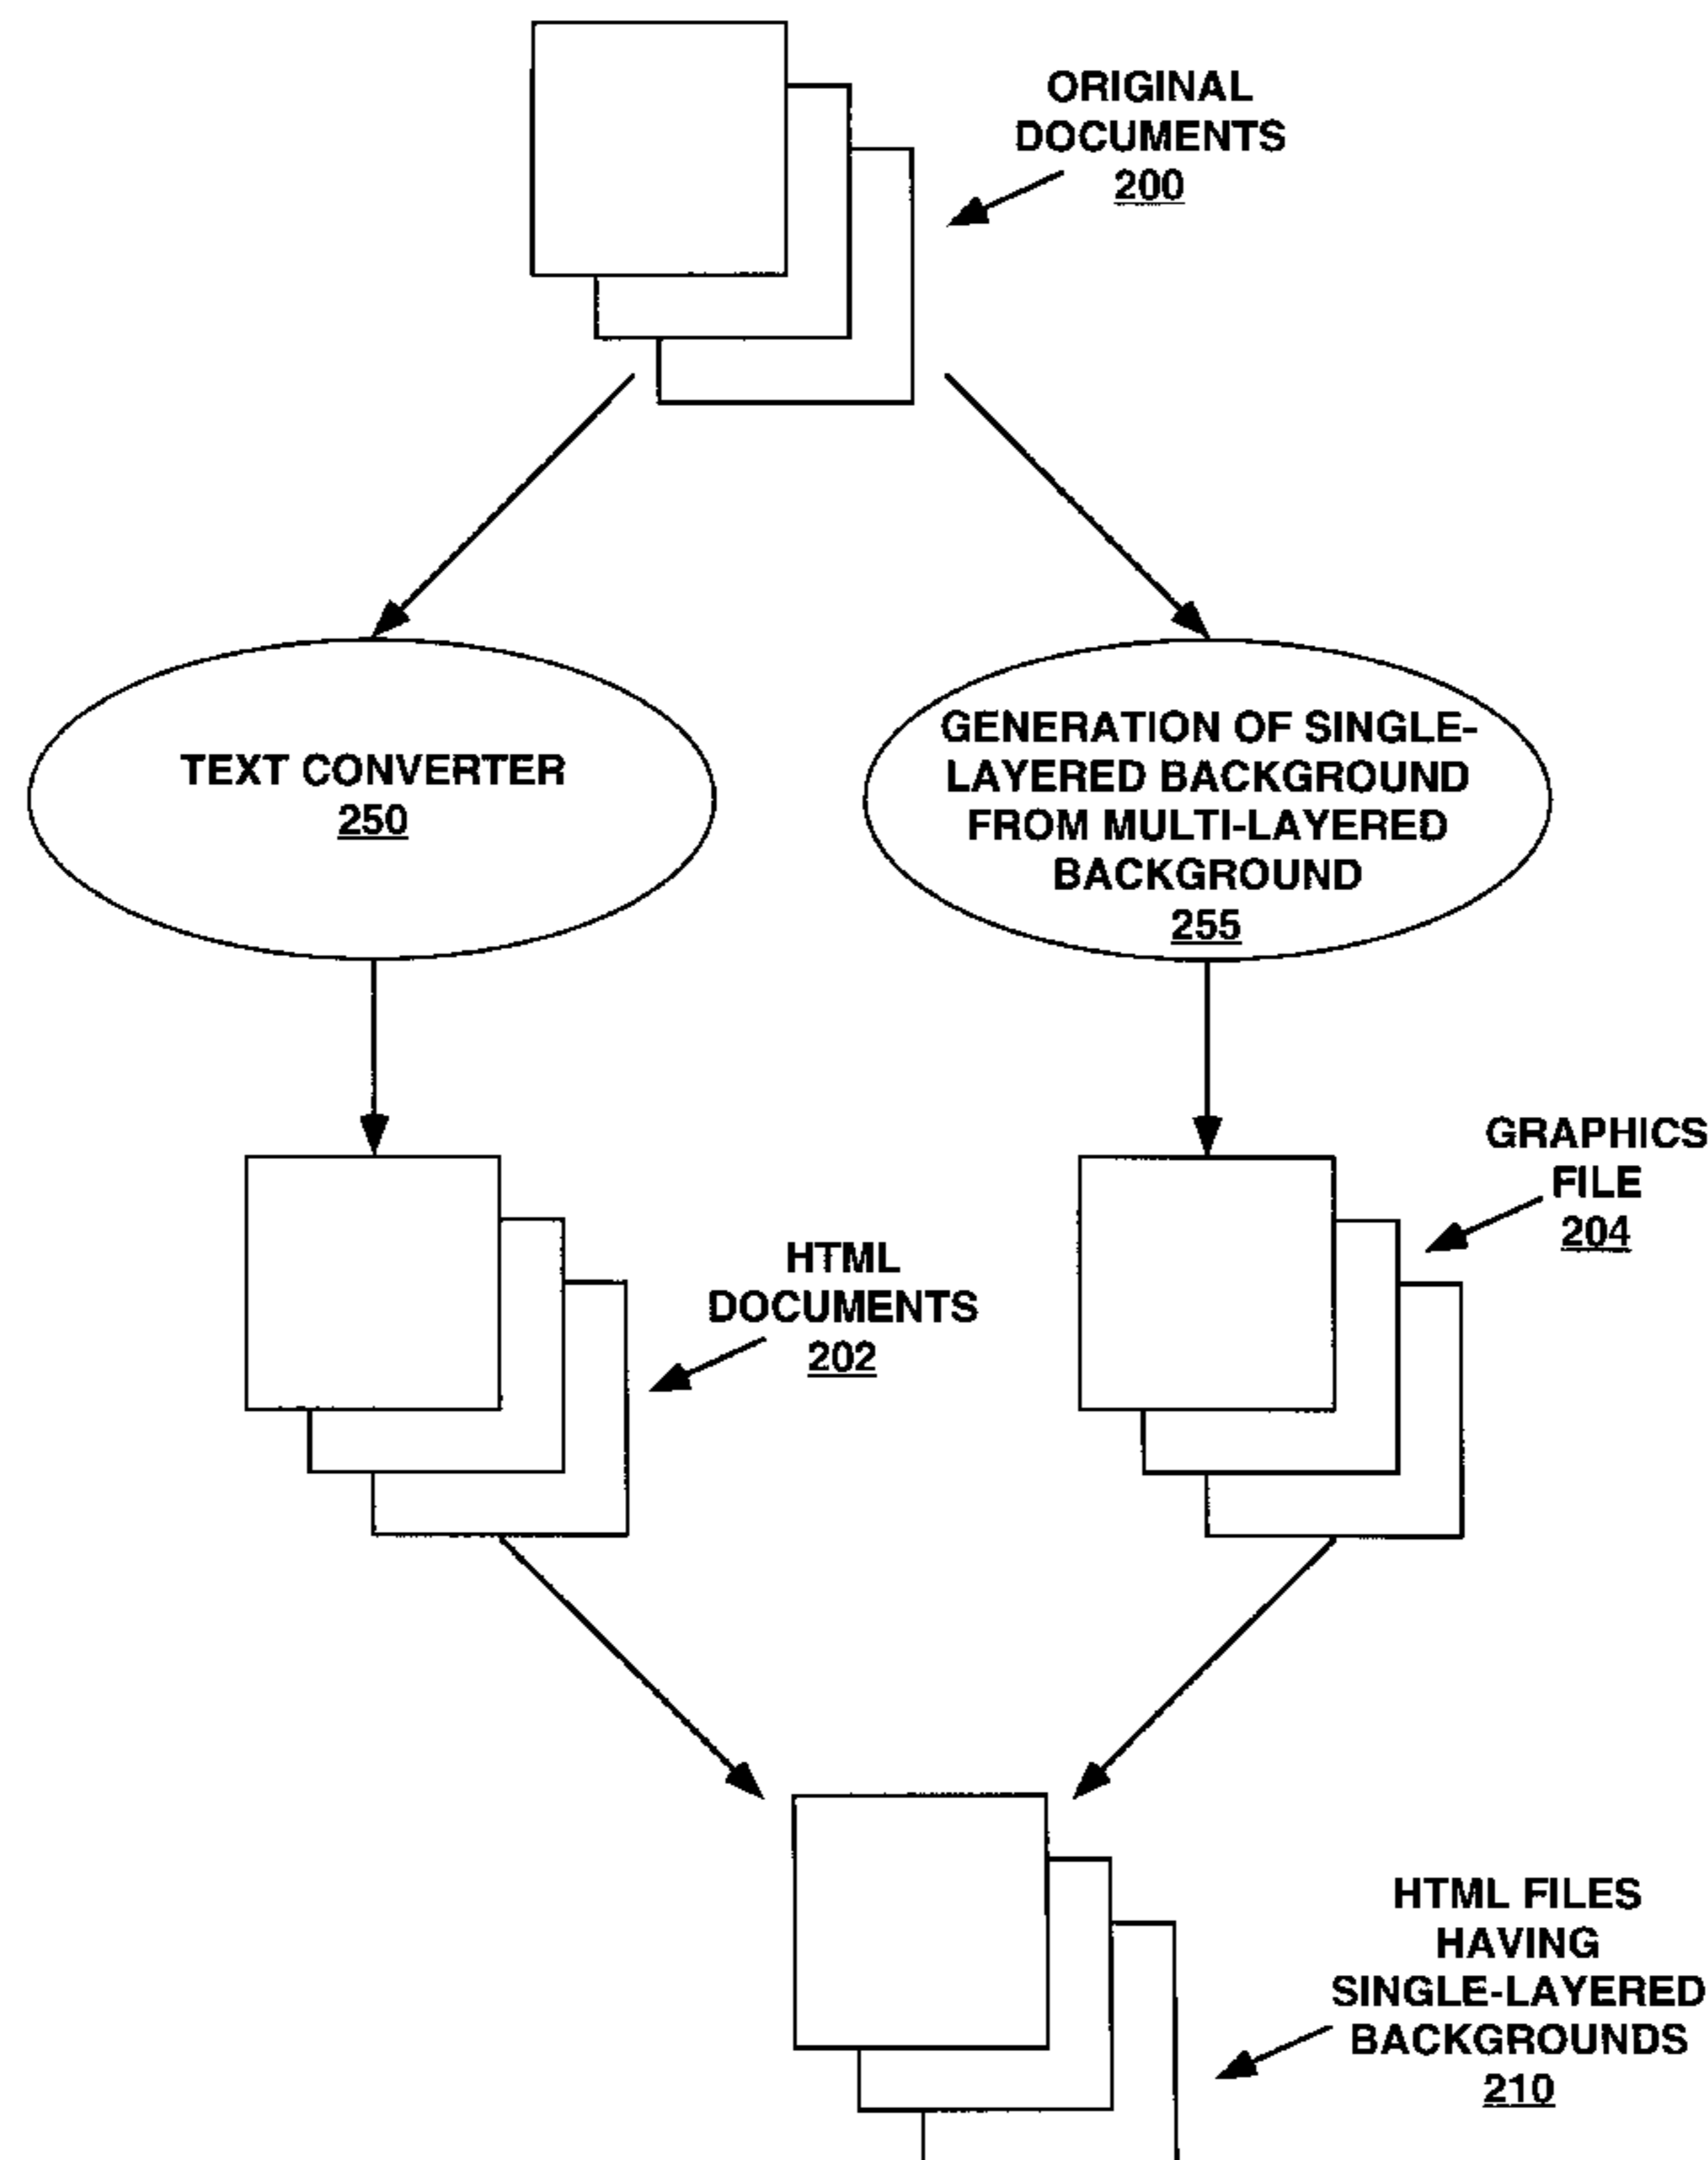 ORIGINAL
DOCUMENTS
200
TEXT CONVERTER
250
GENERATION OF SINGLE-
LAYERED BACKGROUND
FROM MULTI-LAYERED
BACKGROUND
255
GRAPHICS
FILE
204
HTML
DOCUMENTS
202
HTML FILES
HAVING
SINGLE-LAYERED
BACKGROUNDS
210